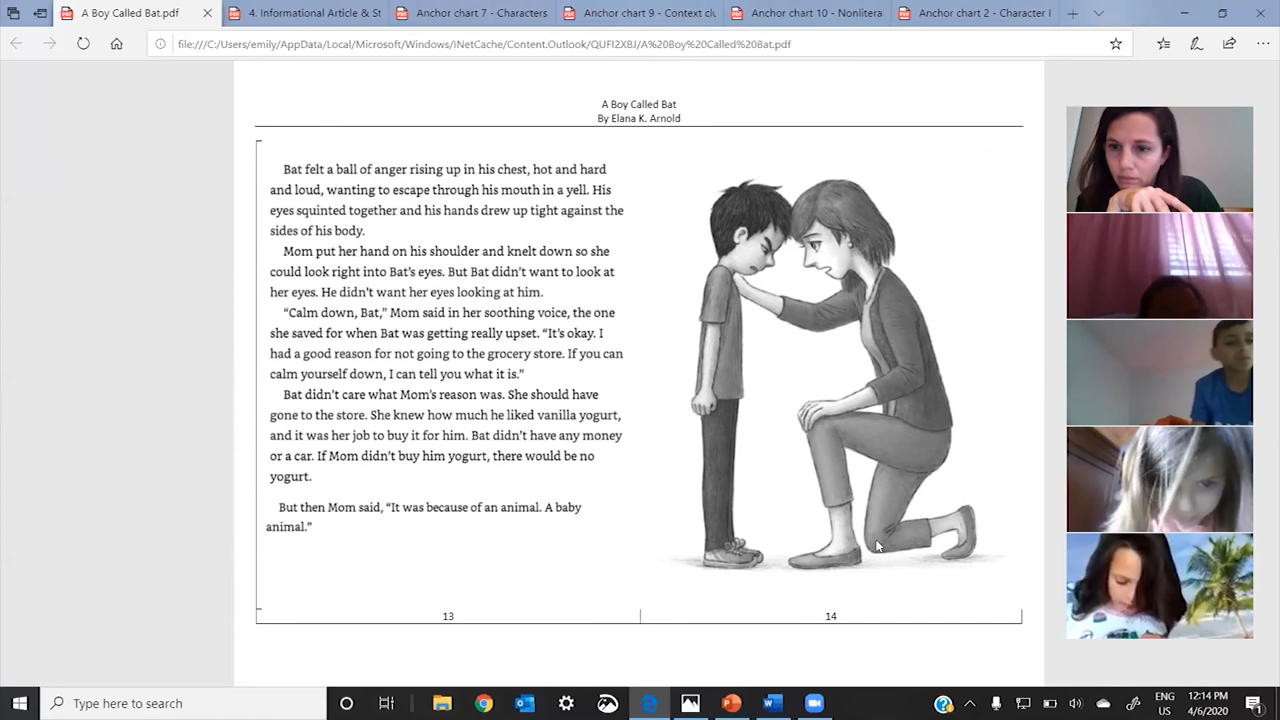 A Boy Called Bat.pdf
4. Informational Article & St
Anchor chart 7 - Characters
Anchor chart 9 - Context clu
Anchor chart 10 - Nonlitera
Anchor chart 2 - Character i
file:///C:/Users/emily/AppData/Local/Microsoft/Windows/iNetCache/Content.Outlook/QUFI2XBJ/A%20Boy%20Called%20Bat.pdf
A Boy Called Bat
By Elana K. Arnold
Bat felt a ball of anger rising up in his chest, hot and hard
and loud, wanting to escape through his mouth in a yell. His
eyes squinted together and his hands drew up tight against the
sides of his body.
Mom put her hand on his shoulder and knelt down so she
could look right into Bat's eyes. But Bat didn't want to look at
her eyes. He didn't want her eyes looking at him.
“Calm down, Bat,” Mom said in her soothing voice, the one
she saved for when Bat was getting really upset. “It's okay. I
had a good reason for not going to the grocery store. If you can
calm yourself down, I can tell you what it is.”
Bat didn't care what Mom's reason was. She should have
gone to the store. She knew how much he liked vanilla yogurt,
and it was her job to buy it for him. Bat didn't have any money
or a car. If Mom didn't buy him yogurt, there would be no
yogurt.
But then Mom said, “It was because of an animal. A baby
animal.”
13
14
Type here to search
ENG
US
12:14 PM
4/6/2020
1